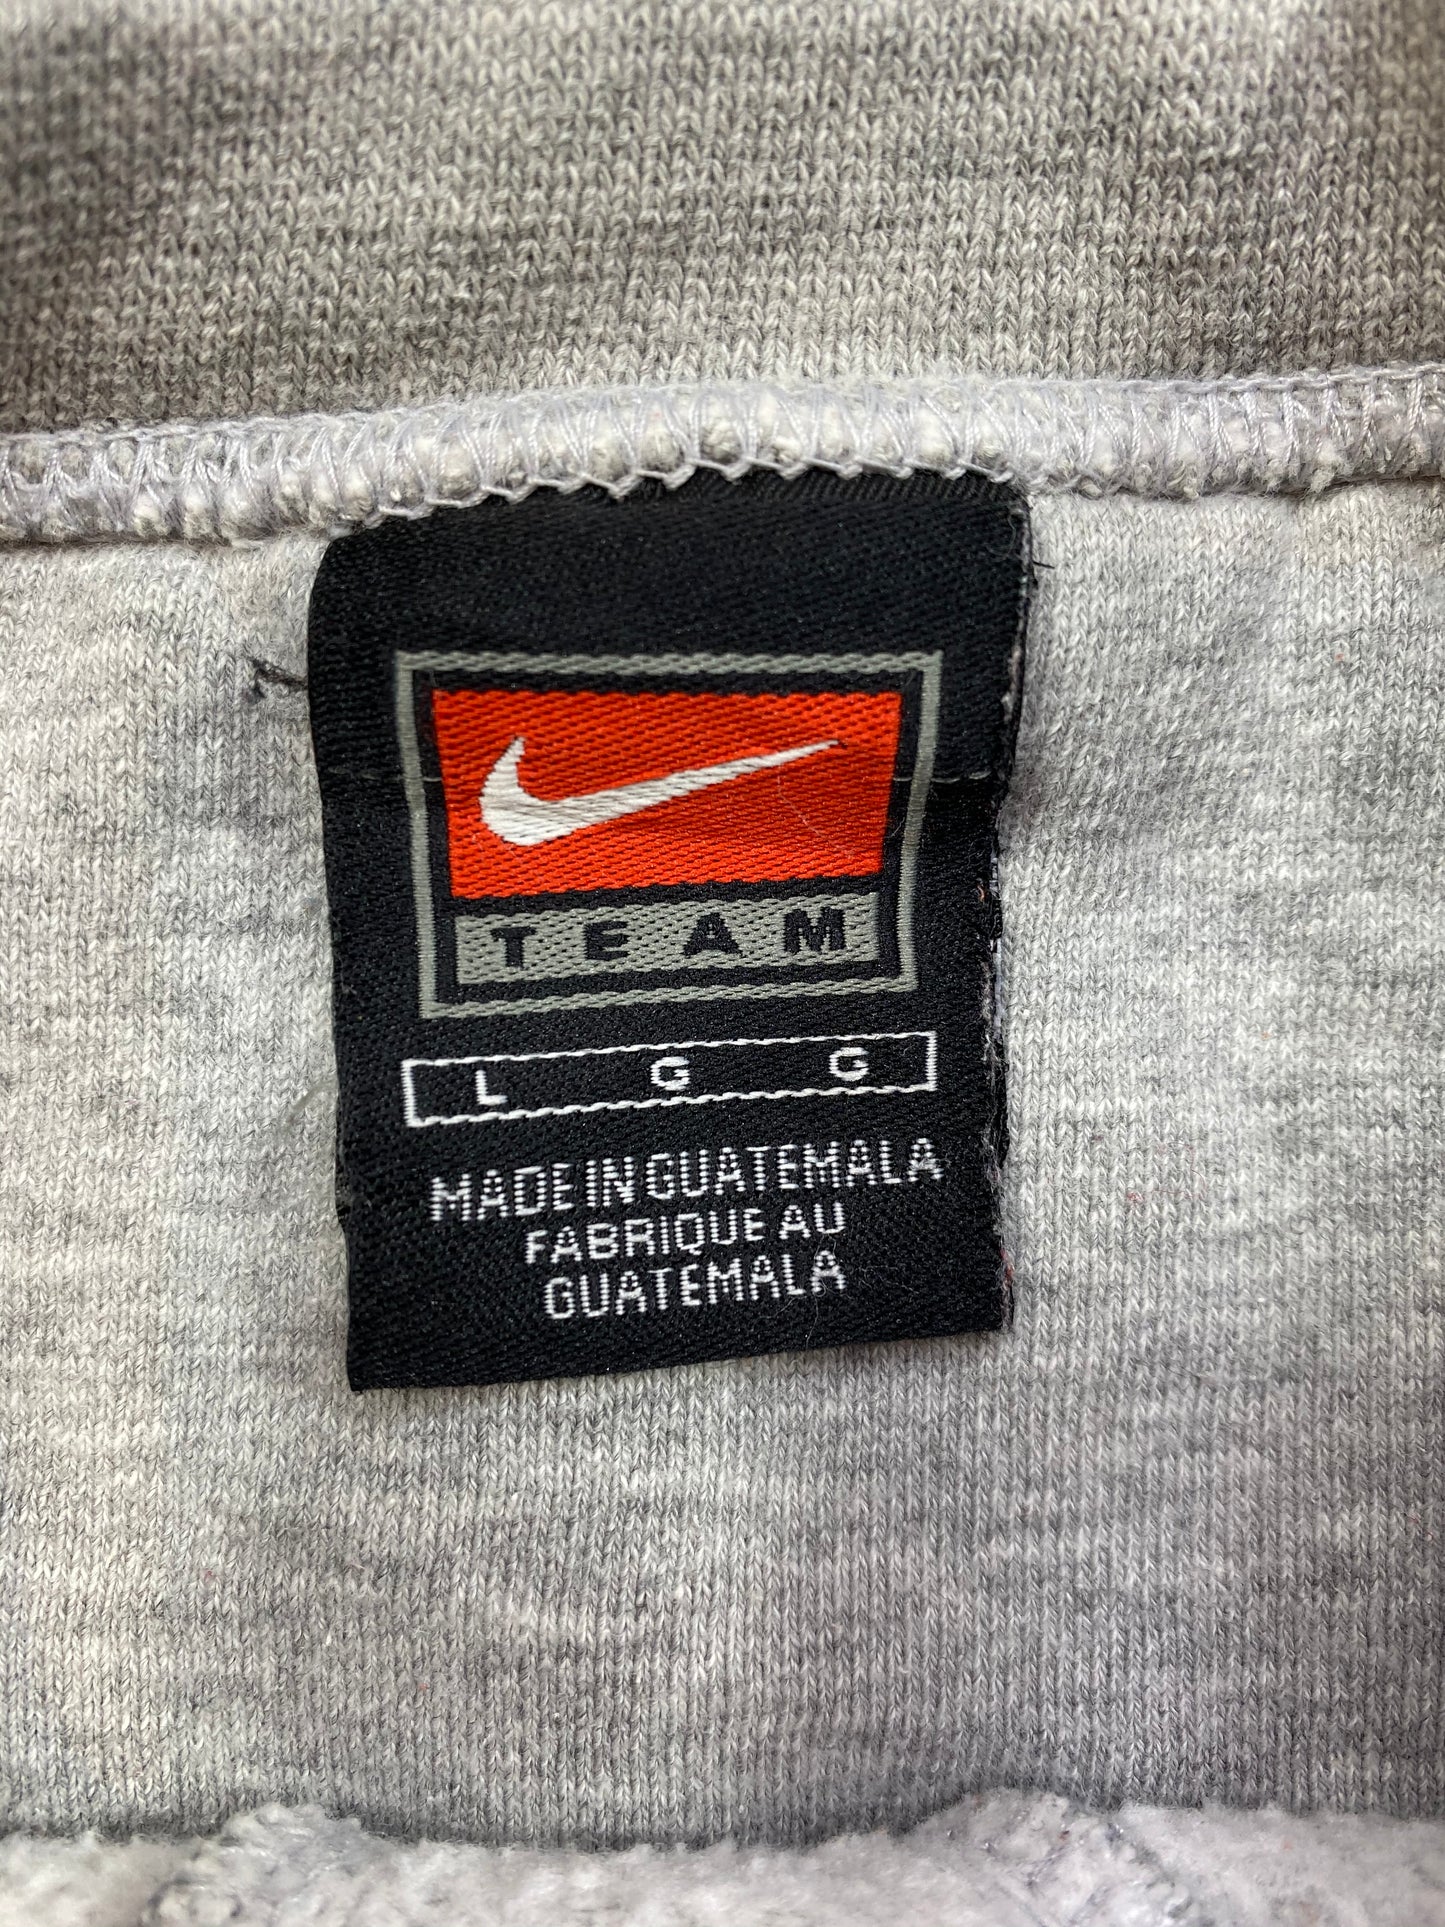 TEAM
L G G
MADE IN GUATEMALA
FABRIQUE AU
GUATEMALA